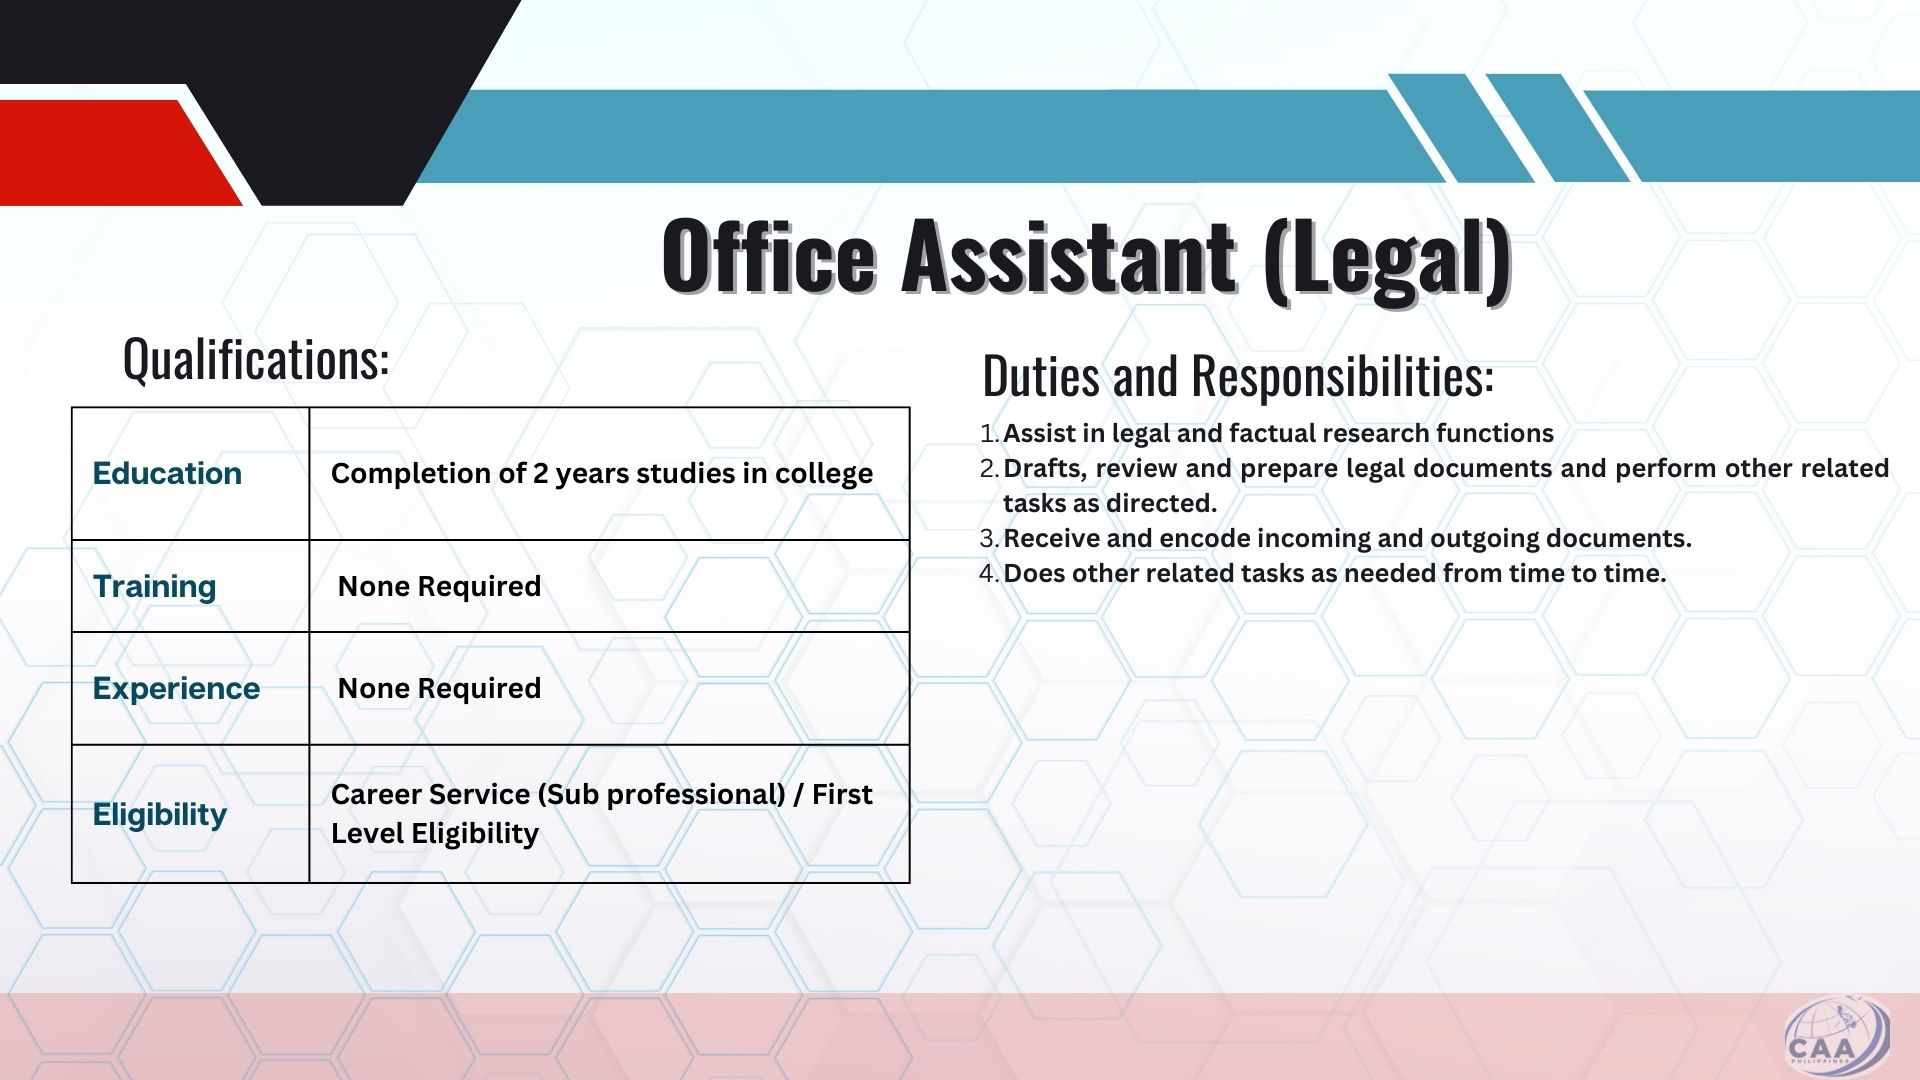 Office Assistant (Legal)
Qualifications:
Education
Completion of 2 years studies in college
Training
None Required
Experience
None Required
Eligibility
Career Service (Sub professional) / First
Level Eligibility
Duties and Responsibilities:
1. Assist in legal and factual research functions
2. Drafts, review and prepare legal documents and perform other related
tasks as directed.
3. Receive and encode incoming and outgoing documents.
4. Does other related tasks as needed from time to time.
CAA
PHILIPPINES